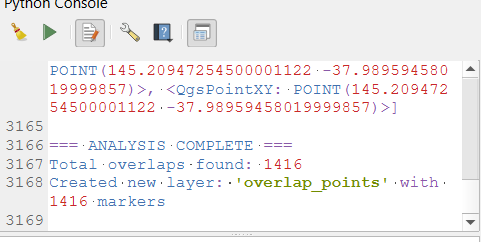 Python Console
POINT(145.20947254500001122 -37.989594580
19999857)>, <QgsPointXY: POINT(145.209472
54500001122 -37.98959458019999857)>]
3165
3166 === ANALYSIS COMPLETE ===
3167 Total overlaps found: 1416
3168 Created new layer: 'overlap_points' with
1416 markers
3169